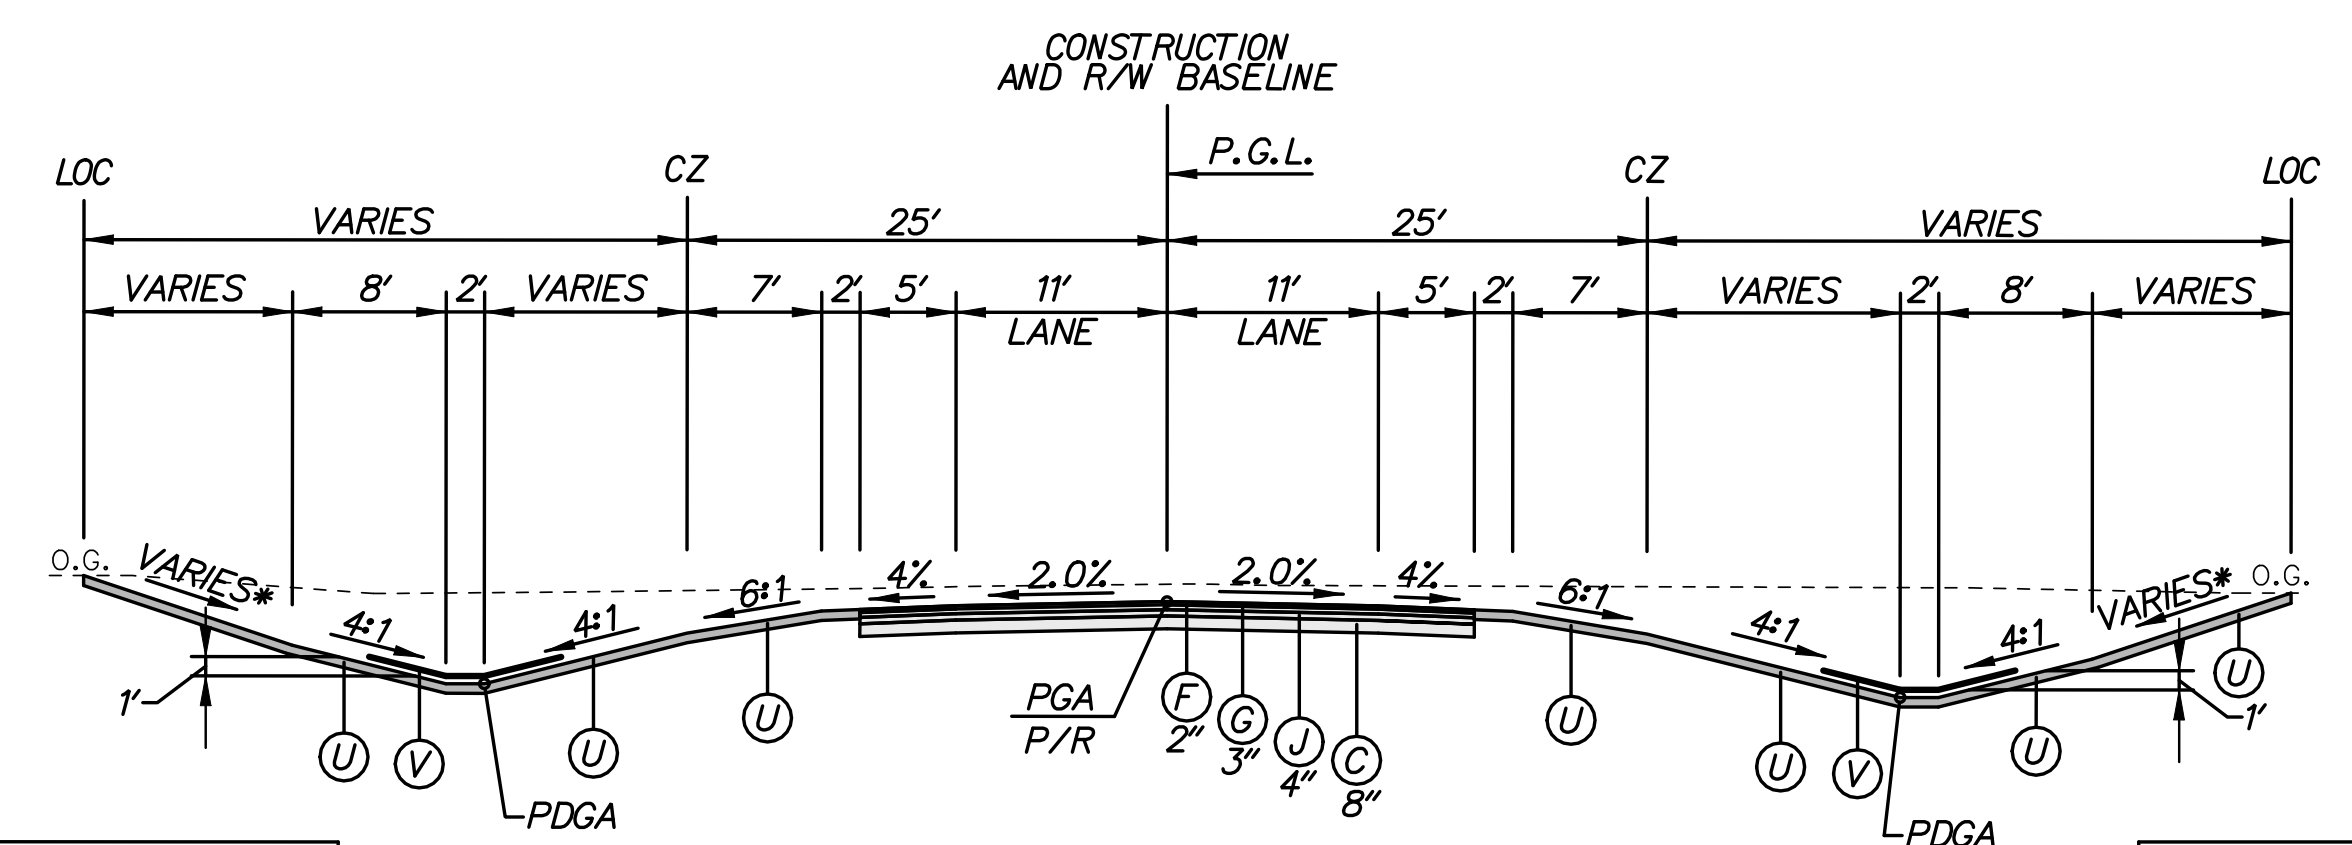 CONSTRUCTION
AND R/W BASELINE
P.G.L.
LOC CZ CZ LOC
VARIES 25' 25' VARIES
VARIES 8' 2' VARIES 7' 2' 5' 11' 11' 5' 2' 7' VARIES 2' 8' VARIES
LANE LANE
O.G. VARIES* 4:1 4:1 6:1 4% 2.0% 2.0% 4% 6:1 4:1 4:1 VARIES* O.G.
1' PGA 1'
P/R
U V U U F G J C U U V U U
2" 3" 4" 8"
PDGA PDGA